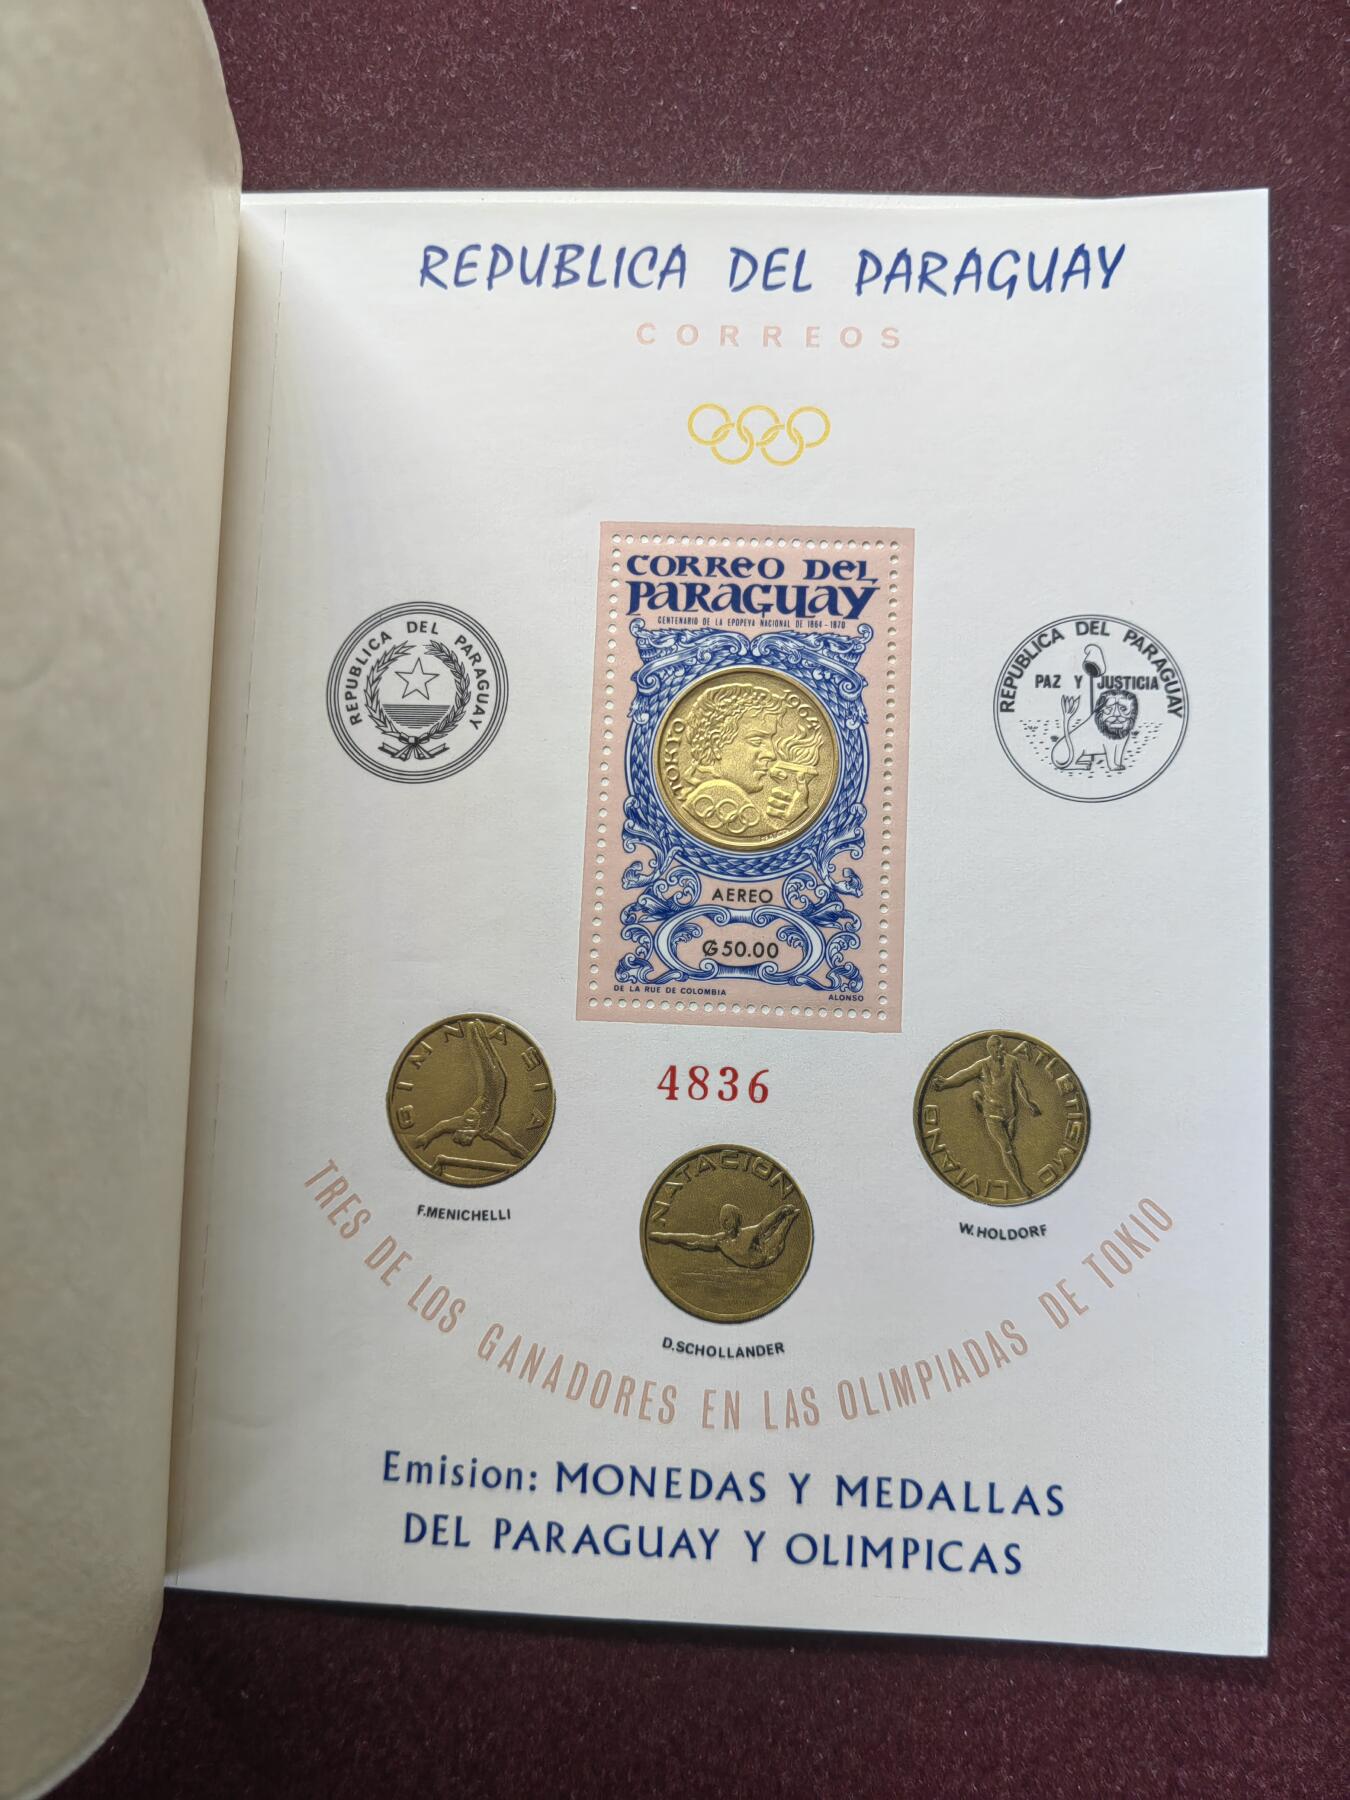 REPUBLICA DEL PARAGUAY
CORREOS
CORREO DEL
PARAGUAY
CENTENARIO DE LA EPOPEYA NACIONAL DE 1864-1870
REPUBLICA DEL PARAGUAY
REPUBLICA DEL PARAGUAY
PAZ Y JUSTICIA
TOKYO 1964
AEREO
₲50.00
DE LA RUE DE COLOMBIA
ALONSO
4836
GIMNASIA
ATLETISMO LIVIANO
NATACION
F.MENICHELLI
W.HOLDORF
D.SCHOLLANDER
TRES DE LOS GANADORES EN LAS OLIMPIADAS DE TOKIO
Emision: MONEDAS Y MEDALLAS
DEL PARAGUAY Y OLIMPICAS